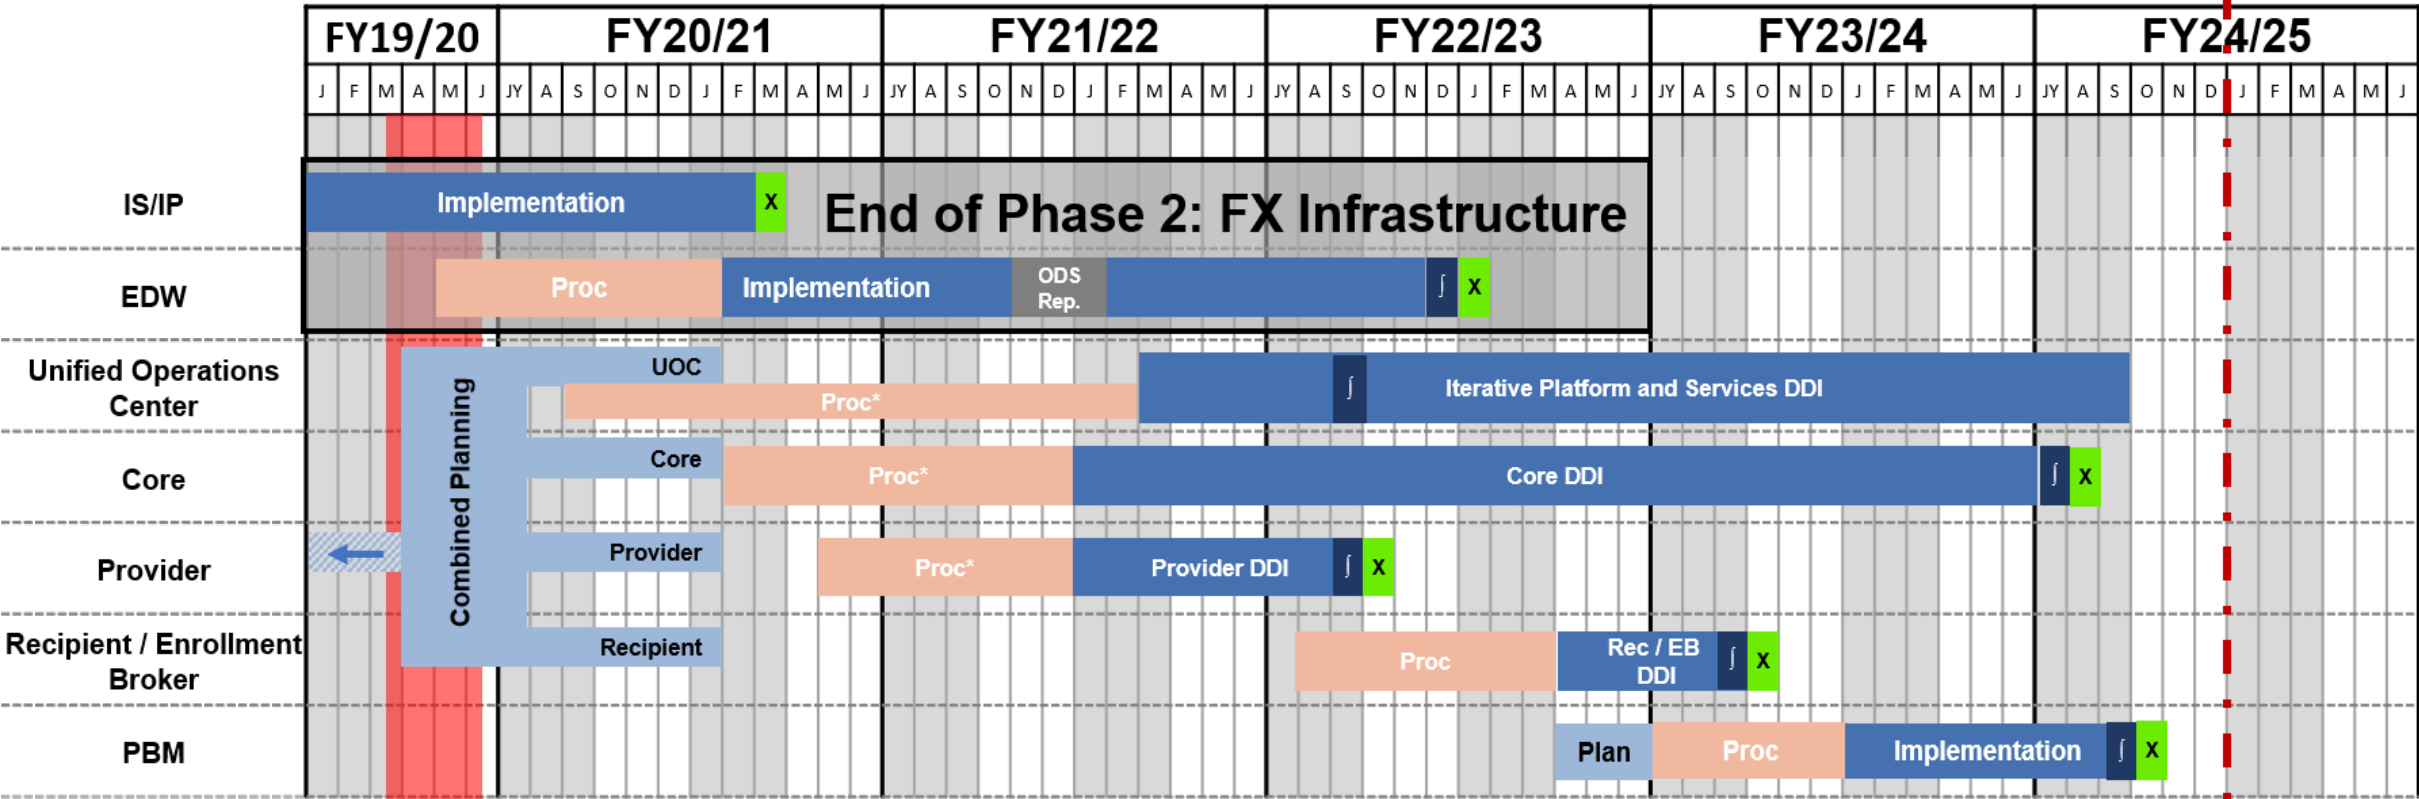 FY19/20 FY20/21 FY21/22 FY22/23 FY23/24 FY24/25
J F M A M J JY A S O N D J F M A M J JY A S O N D J F M A M J JY A S O N D J F M A M J JY A S O N D J F M A M J JY A S O N D J F M A M J
IS/IP
Implementation X
End of Phase 2: FX Infrastructure
EDW
Proc Implementation
ODS
Rep.
∫ X
Unified Operations
Center
UOC
Proc*
∫ Iterative Platform and Services DDI
Combined Planning
Core
Core Proc* Core DDI ∫ X
Provider
Provider Proc* Provider DDI ∫ X
Recipient / Enrollment
Broker
Recipient
Proc
Rec / EB
DDI
∫ X
PBM
Plan Proc Implementation ∫ X